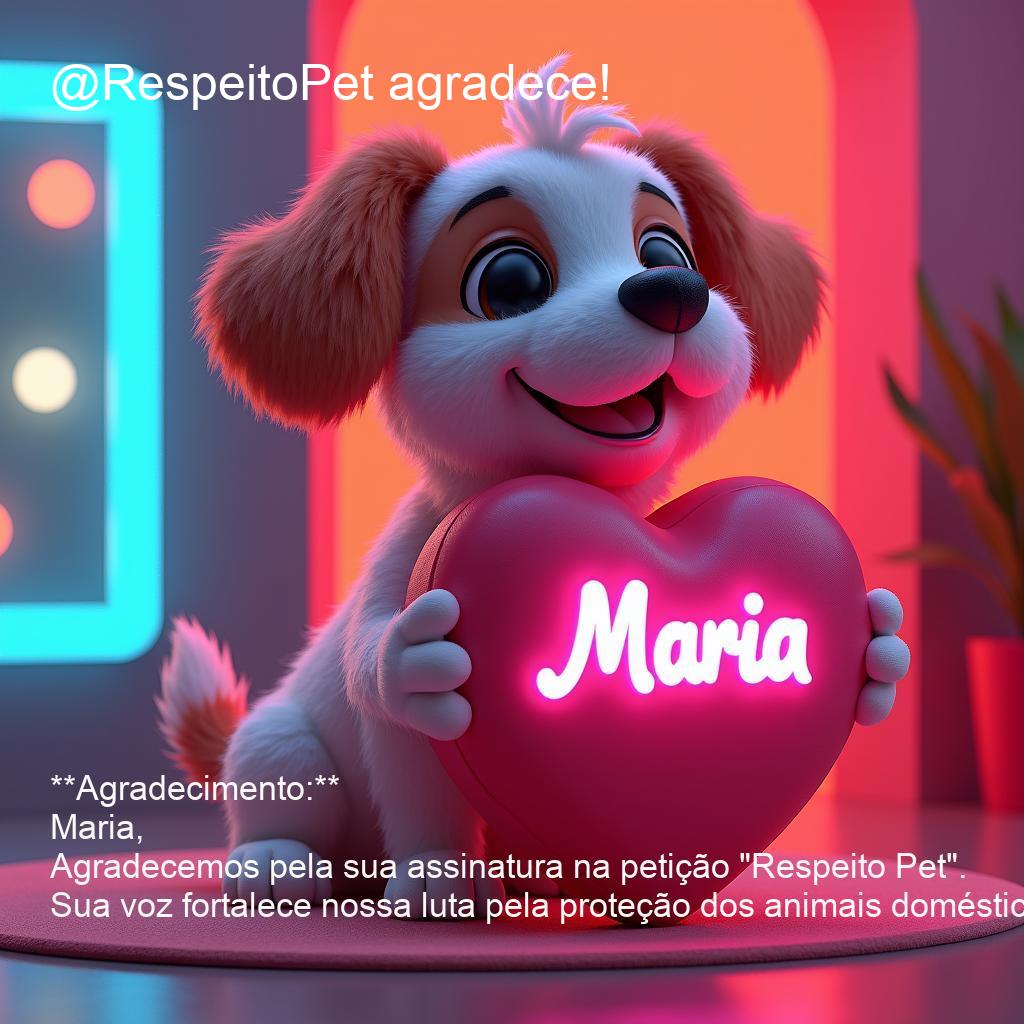 @RespeitoPet agradece!
Maria
**Agradecimento:**
Maria,
Agradecemos pela sua assinatura na petição "Respeito Pet".
Sua voz fortalece nossa luta pela proteção dos animais doméstic